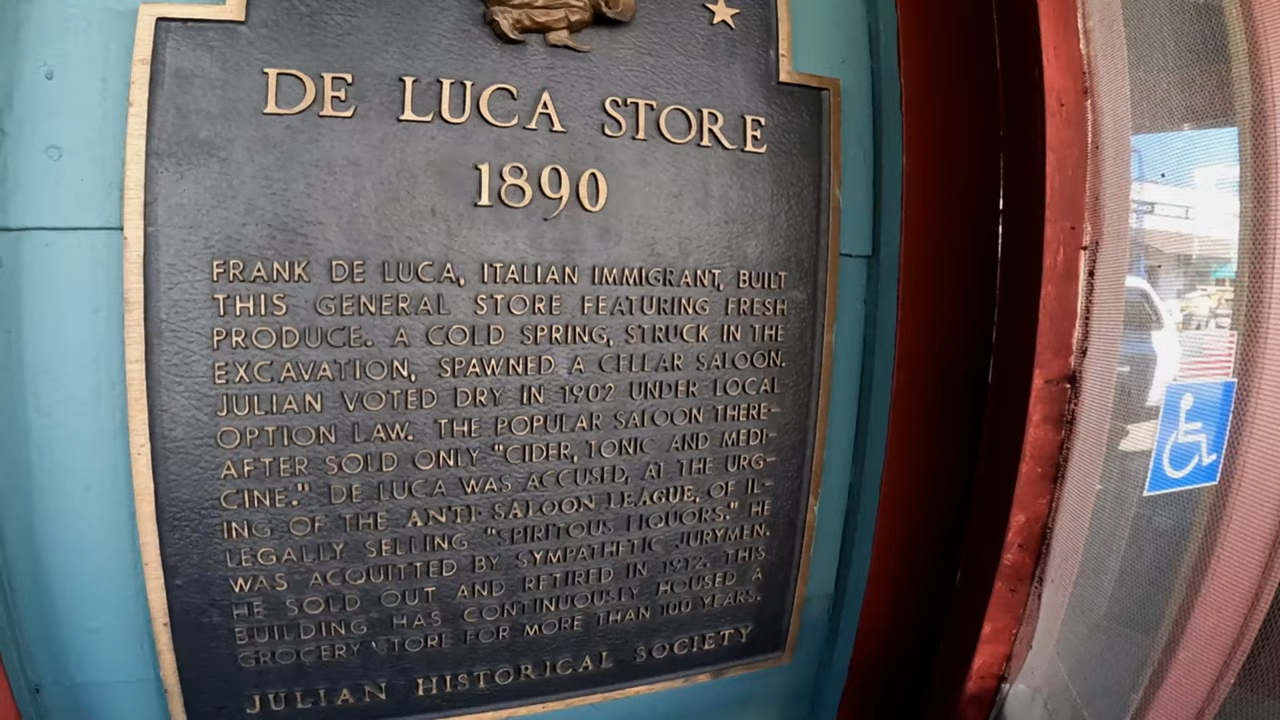 DE LUCA STORE
1890
FRANK DE LUCA, ITALIAN IMMIGRANT, BUILT
THIS GENERAL STORE FEATURING FRESH
PRODUCE. A COLD SPRING, STRUCK IN THE
EXCAVATION, SPAWNED A CELLAR SALOON.
JULIAN VOTED DRY IN 1902 UNDER LOCAL
OPTION LAW. THE POPULAR SALOON THERE-
AFTER SOLD ONLY "CIDER, TONIC AND MEDI-
CINE." DE LUCA WAS ACCUSED, AT THE URG-
ING OF THE ANTI-SALOON LEAGUE, OF IL-
LEGALLY SELLING "SPIRITOUS LIQUORS." HE
WAS ACQUITTED BY SYMPATHETIC JURYMEN.
HE SOLD OUT AND RETIRED IN 1912. THIS
BUILDING HAS CONTINUOUSLY HOUSED A
GROCERY STORE FOR MORE THAN 100 YEARS.
JULIAN HISTORICAL SOCIETY